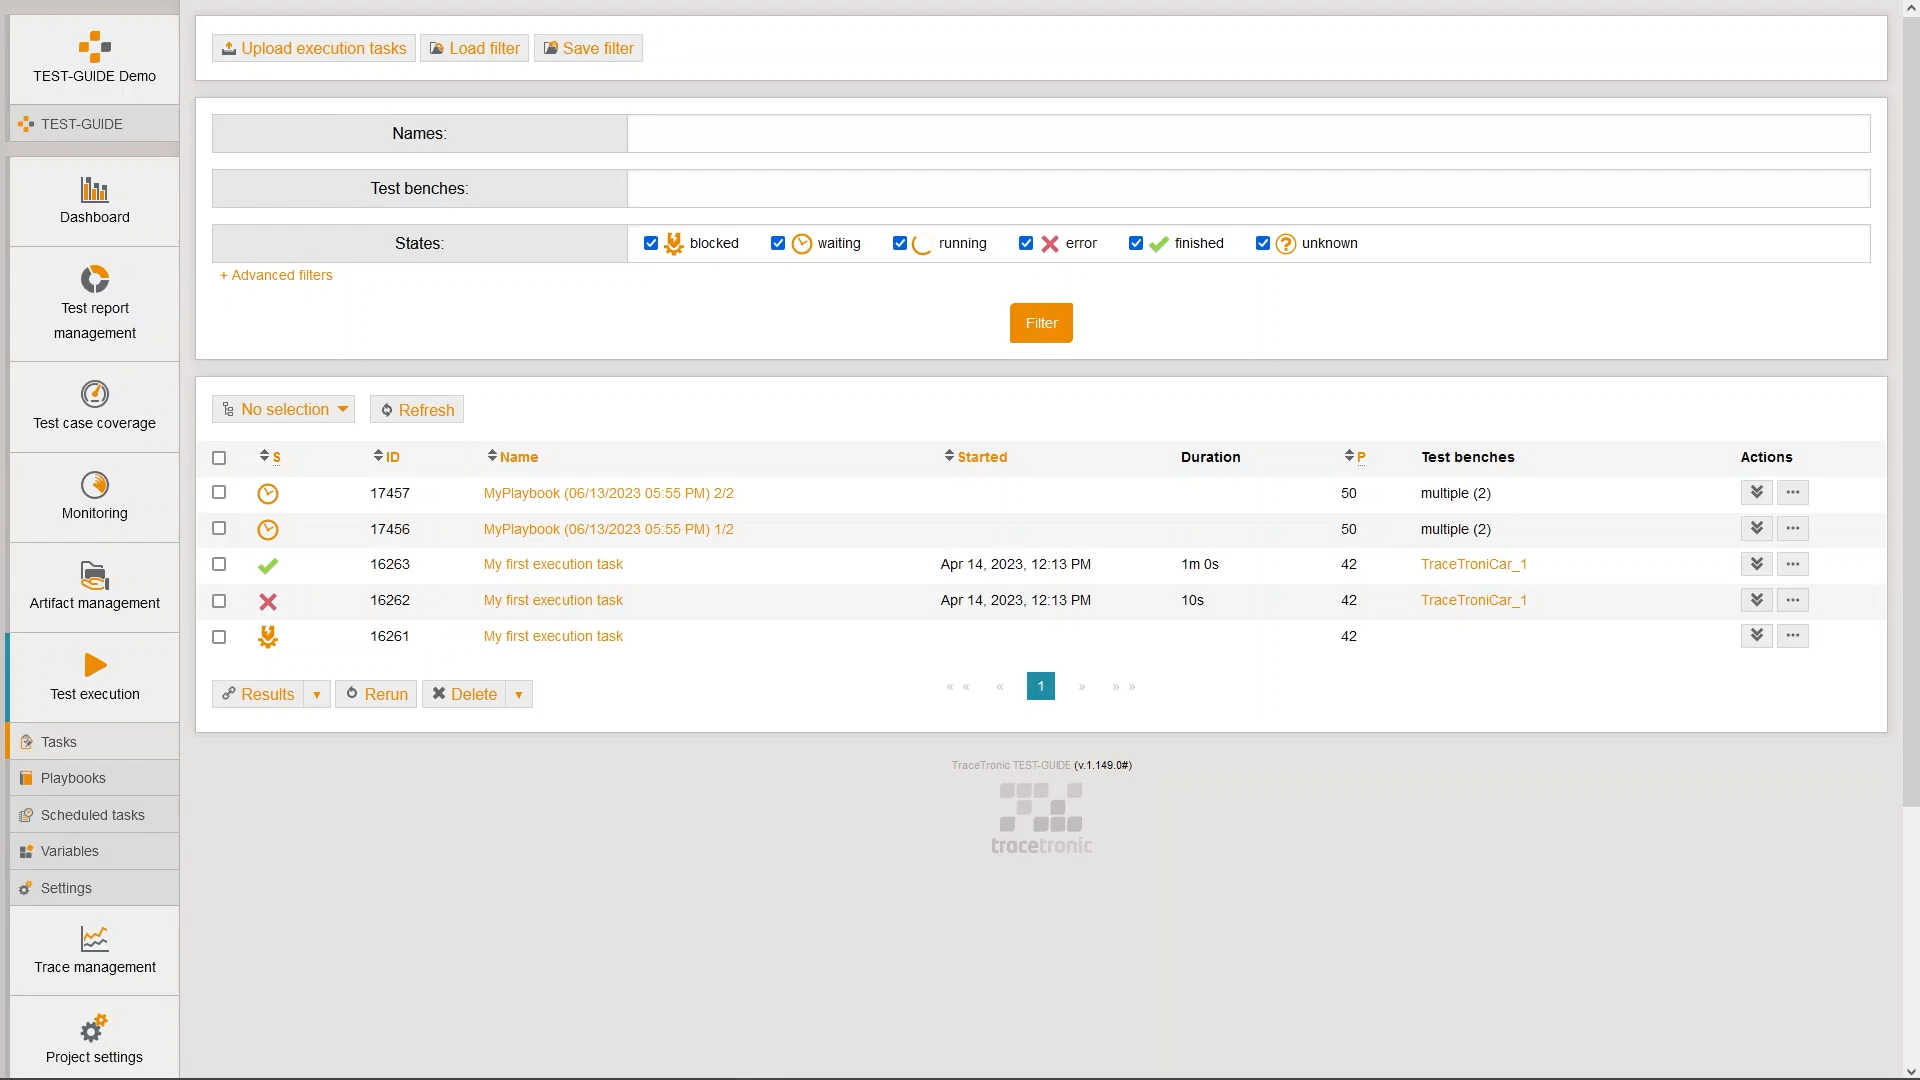 TEST-GUIDE Demo
TEST-GUIDE
Dashboard
Test report
management
Test case coverage
Monitoring
Artifact management
Test execution
Tasks
Playbooks
Scheduled tasks
Variables
Settings
Trace management
Project settings
Upload execution tasks Load filter Save filter
Names:
Test benches:
States: blocked waiting running error finished unknown
+ Advanced filters
Filter
No selection Refresh
S ID Name Started Duration P Test benches Actions
17457 MyPlaybook (06/13/2023 05:55 PM) 2/2 50 multiple (2)
17456 MyPlaybook (06/13/2023 05:55 PM) 1/2 50 multiple (2)
16263 My first execution task Apr 14, 2023, 12:13 PM 1m 0s 42 TraceTroniCar_1
16262 My first execution task Apr 14, 2023, 12:13 PM 10s 42 TraceTroniCar_1
16261 My first execution task 42
Results Rerun Delete
« « « 1 » » »
TraceTronic TEST-GUIDE (v.1.149.0#)
tracetronic